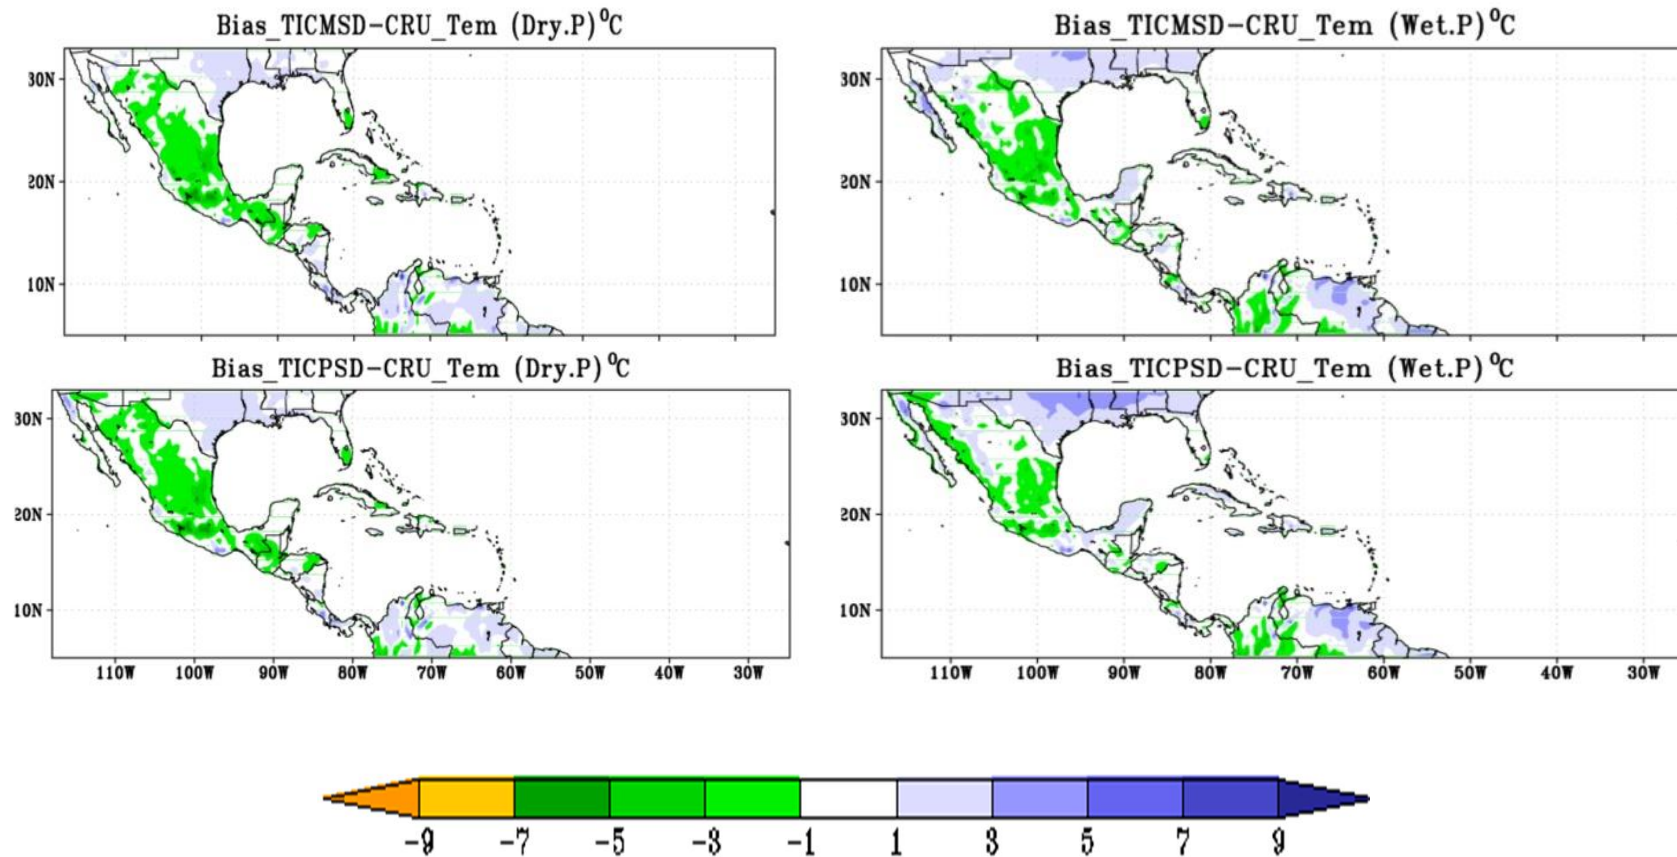 Bias_TICMSD-CRU_Tem (Dry.P)⁰C
Bias_TICMSD-CRU_Tem (Wet.P)⁰C
30N
20N
10N
30N
20N
10N
Bias_TICPSD-CRU_Tem (Dry.P)⁰C
Bias_TICPSD-CRU_Tem (Wet.P)⁰C
30N
20N
10N
30N
20N
10N
110W 100W 90W 80W 70W 60W 50W 40W 30W
110W 100W 90W 80W 70W 60W 50W 40W 30W
-9 -7 -5 -3 -1 1 3 5 7 9